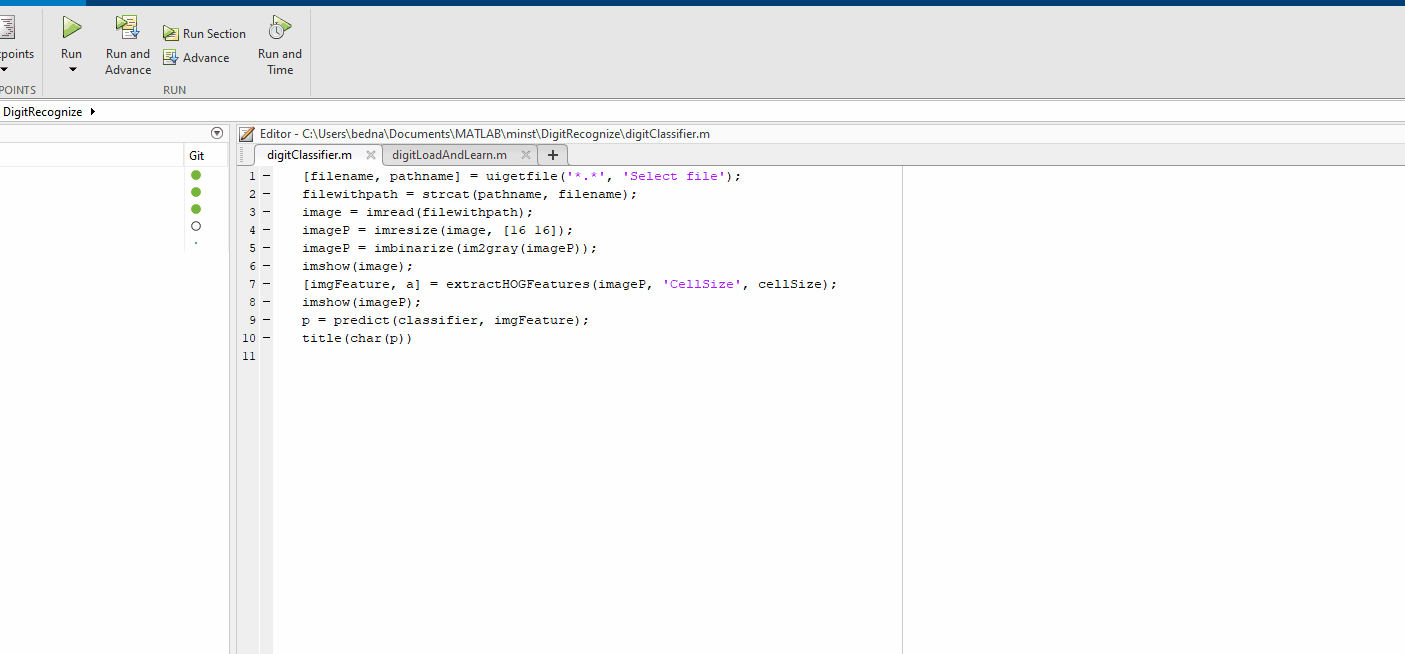 Run Section
points
Run
Run and
Advance
Advance
Run and
Time
POINTS
RUN
DigitRecognize
Editor - C:\Users\bedna\Documents\MATLAB\minst\DigitRecognize\digitClassifier.m
Git
digitClassifier.m
digitLoadAndLearn.m
1 [filename, pathname] = uigetfile('*.*', 'Select file');
2 filewithpath = strcat(pathname, filename);
3 image = imread(filewithpath);
4 imageP = imresize(image, [16 16]);
5 imageP = imbinarize(im2gray(imageP));
6 imshow(image);
7 [imgFeature, a] = extractHOGFeatures(imageP, 'CellSize', cellSize);
8 imshow(imageP);
9 p = predict(classifier, imgFeature);
10 title(char(p))
11